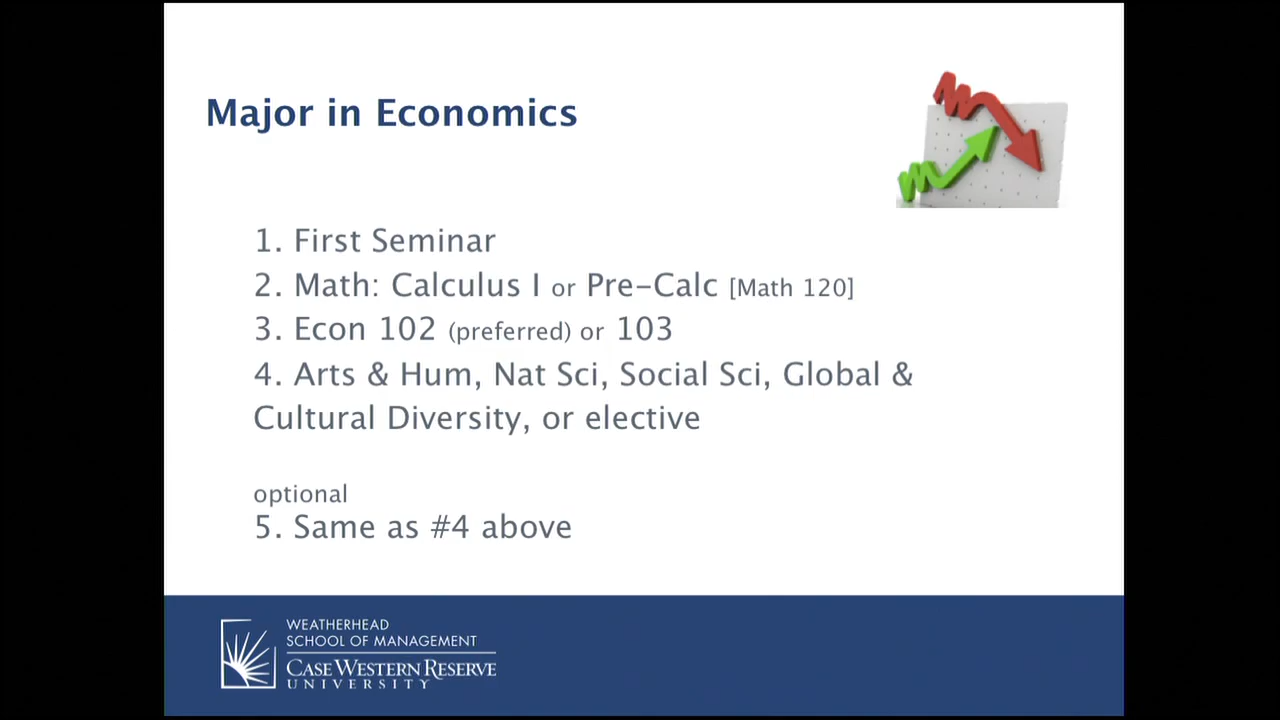 Major in Economics
1. First Seminar
2. Math: Calculus I or Pre-Calc [Math 120]
3. Econ 102 (preferred) or 103
4. Arts & Hum, Nat Sci, Social Sci, Global &
Cultural Diversity, or elective
optional
5. Same as #4 above
WEATHERHEAD
SCHOOL OF MANAGEMENT
CASE WESTERN RESERVE
UNIVERSITY